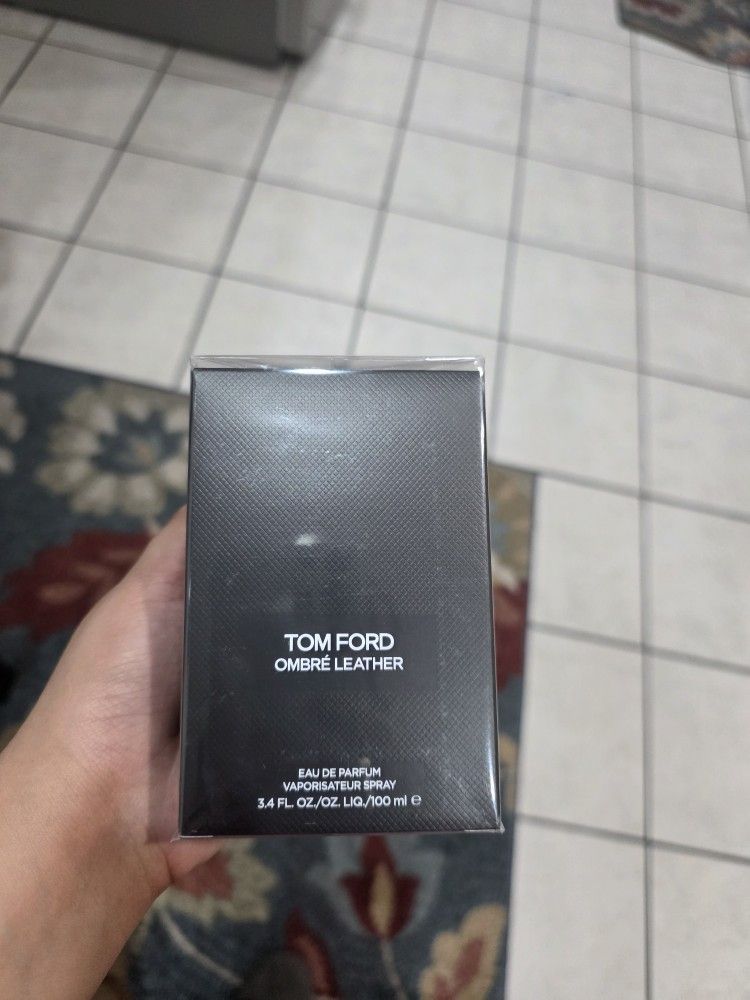 TOM FORD
OMBRÉ LEATHER
EAU DE PARFUM
VAPORISATEUR SPRAY
3.4 FL. OZ./OZ. LIQ./100 ml ℮